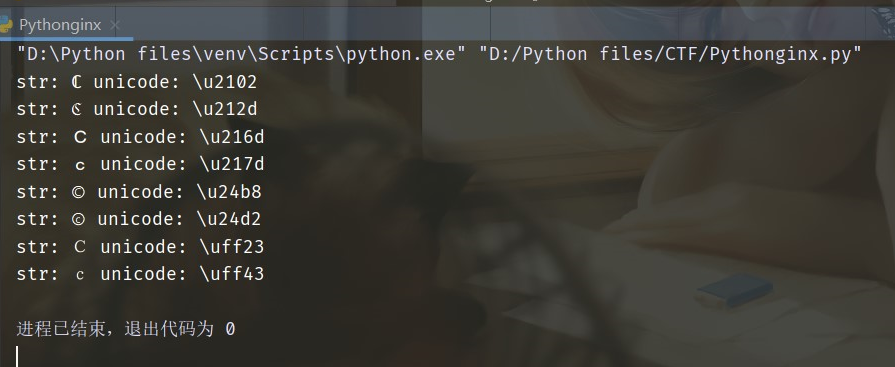 Pythonginx
"D:\Python files\venv\Scripts\python.exe" "D:/Python files/CTF/Pythonginx.py"
str: ℂ unicode: \u2102
str: ℭ unicode: \u212d
str: Ⅽ unicode: \u216d
str: ⅽ unicode: \u217d
str: Ⓒ unicode: \u24b8
str: ⓒ unicode: \u24d2
str: Ｃ unicode: \uff23
str: ｃ unicode: \uff43
进程已结束，退出代码为 0